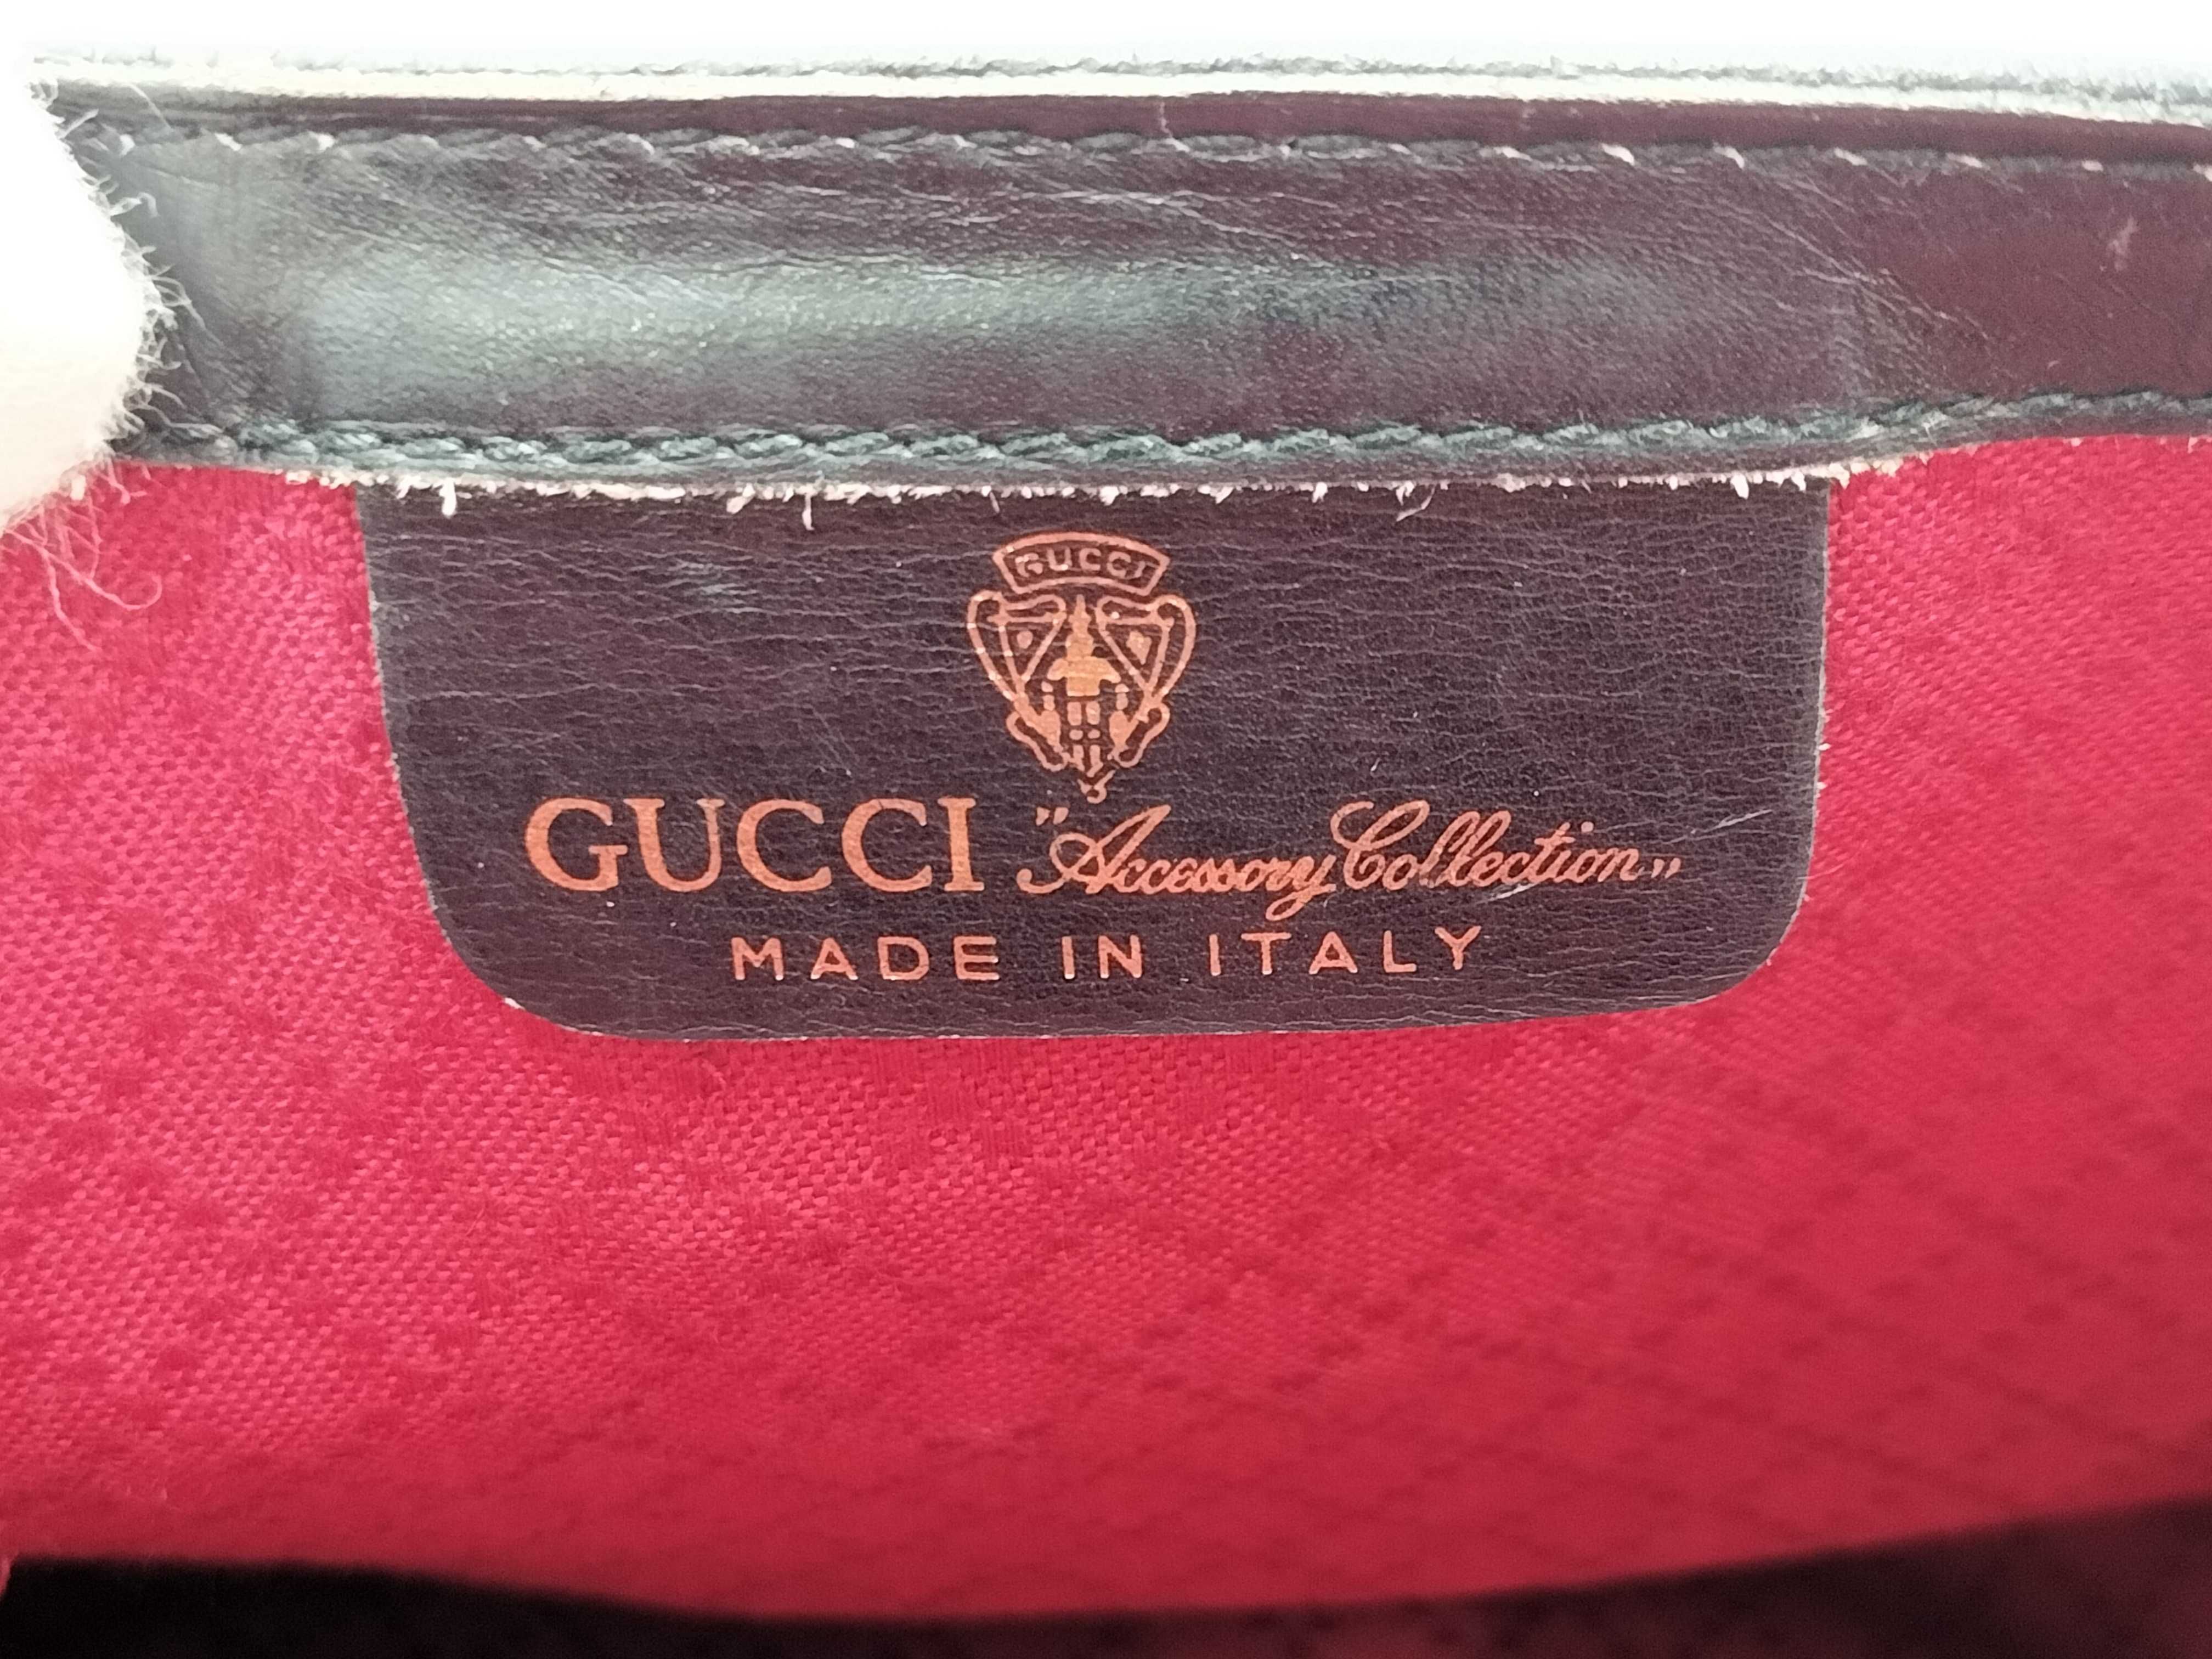 GUCCI
GUCCI "Accessory Collection„
MADE IN ITALY